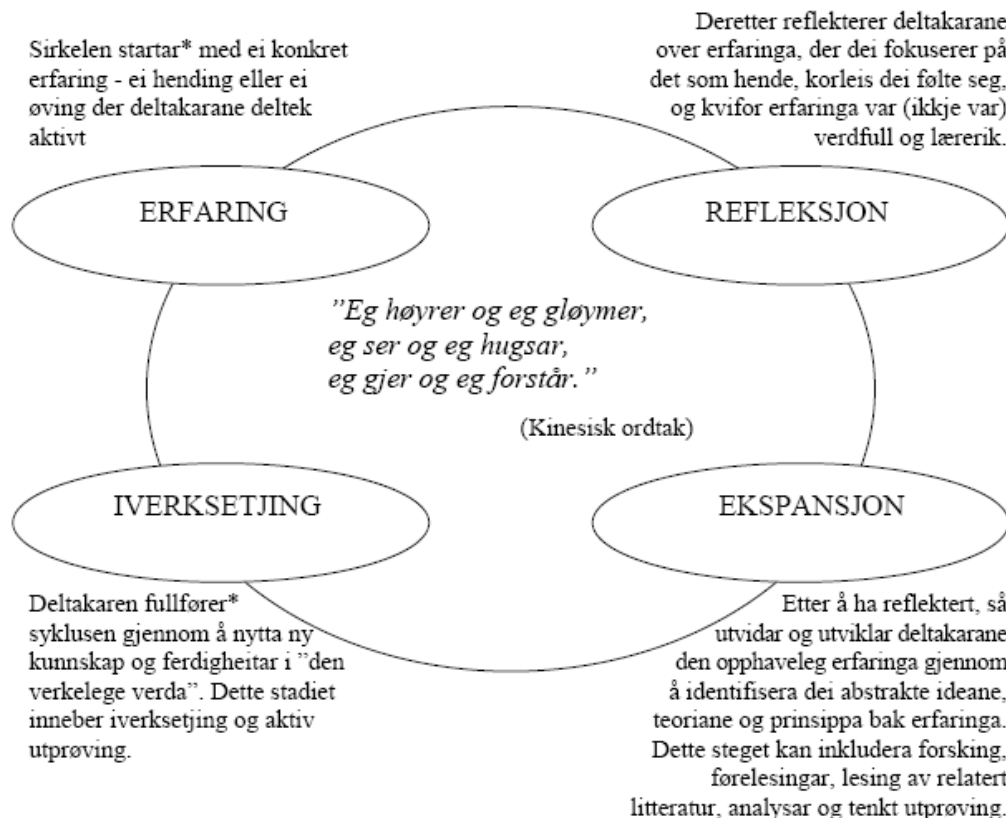 Sirkelen startar* med ei konkret
erfaring - ei hending eller ei
øving der deltakarane deltek
aktivt
Deretter reflekterer deltakarane
over erfaringa, der dei fokuserer på
det som hende, korleis dei følte seg,
og kvifor erfaringa var (ikkje var)
verdfull og lærerik.
ERFARING
REFLEKSJON
”Eg høyrer og eg gløymer,
eg ser og eg hugsar,
eg gjer og eg forstår.”
(Kinesisk ordtak)
IVERKSETJING
EKSPANSJON
Deltakaren fullfører*
syklusen gjennom å nytta ny
kunnskap og ferdigheitar i ”den
verkelege verda”. Dette stadiet
inneber iverksetjing og aktiv
utprøving.
Etter å ha reflektert, så
utvidar og utviklar deltakarane
den opphaveleg erfaringa gjennom
å identifisera dei abstrakte ideane,
teoriane og prinsippa bak erfaringa.
Dette steget kan inkludera forsking,
førelesingar, lesing av relatert
litteratur, analysar og tenkt utprøving.